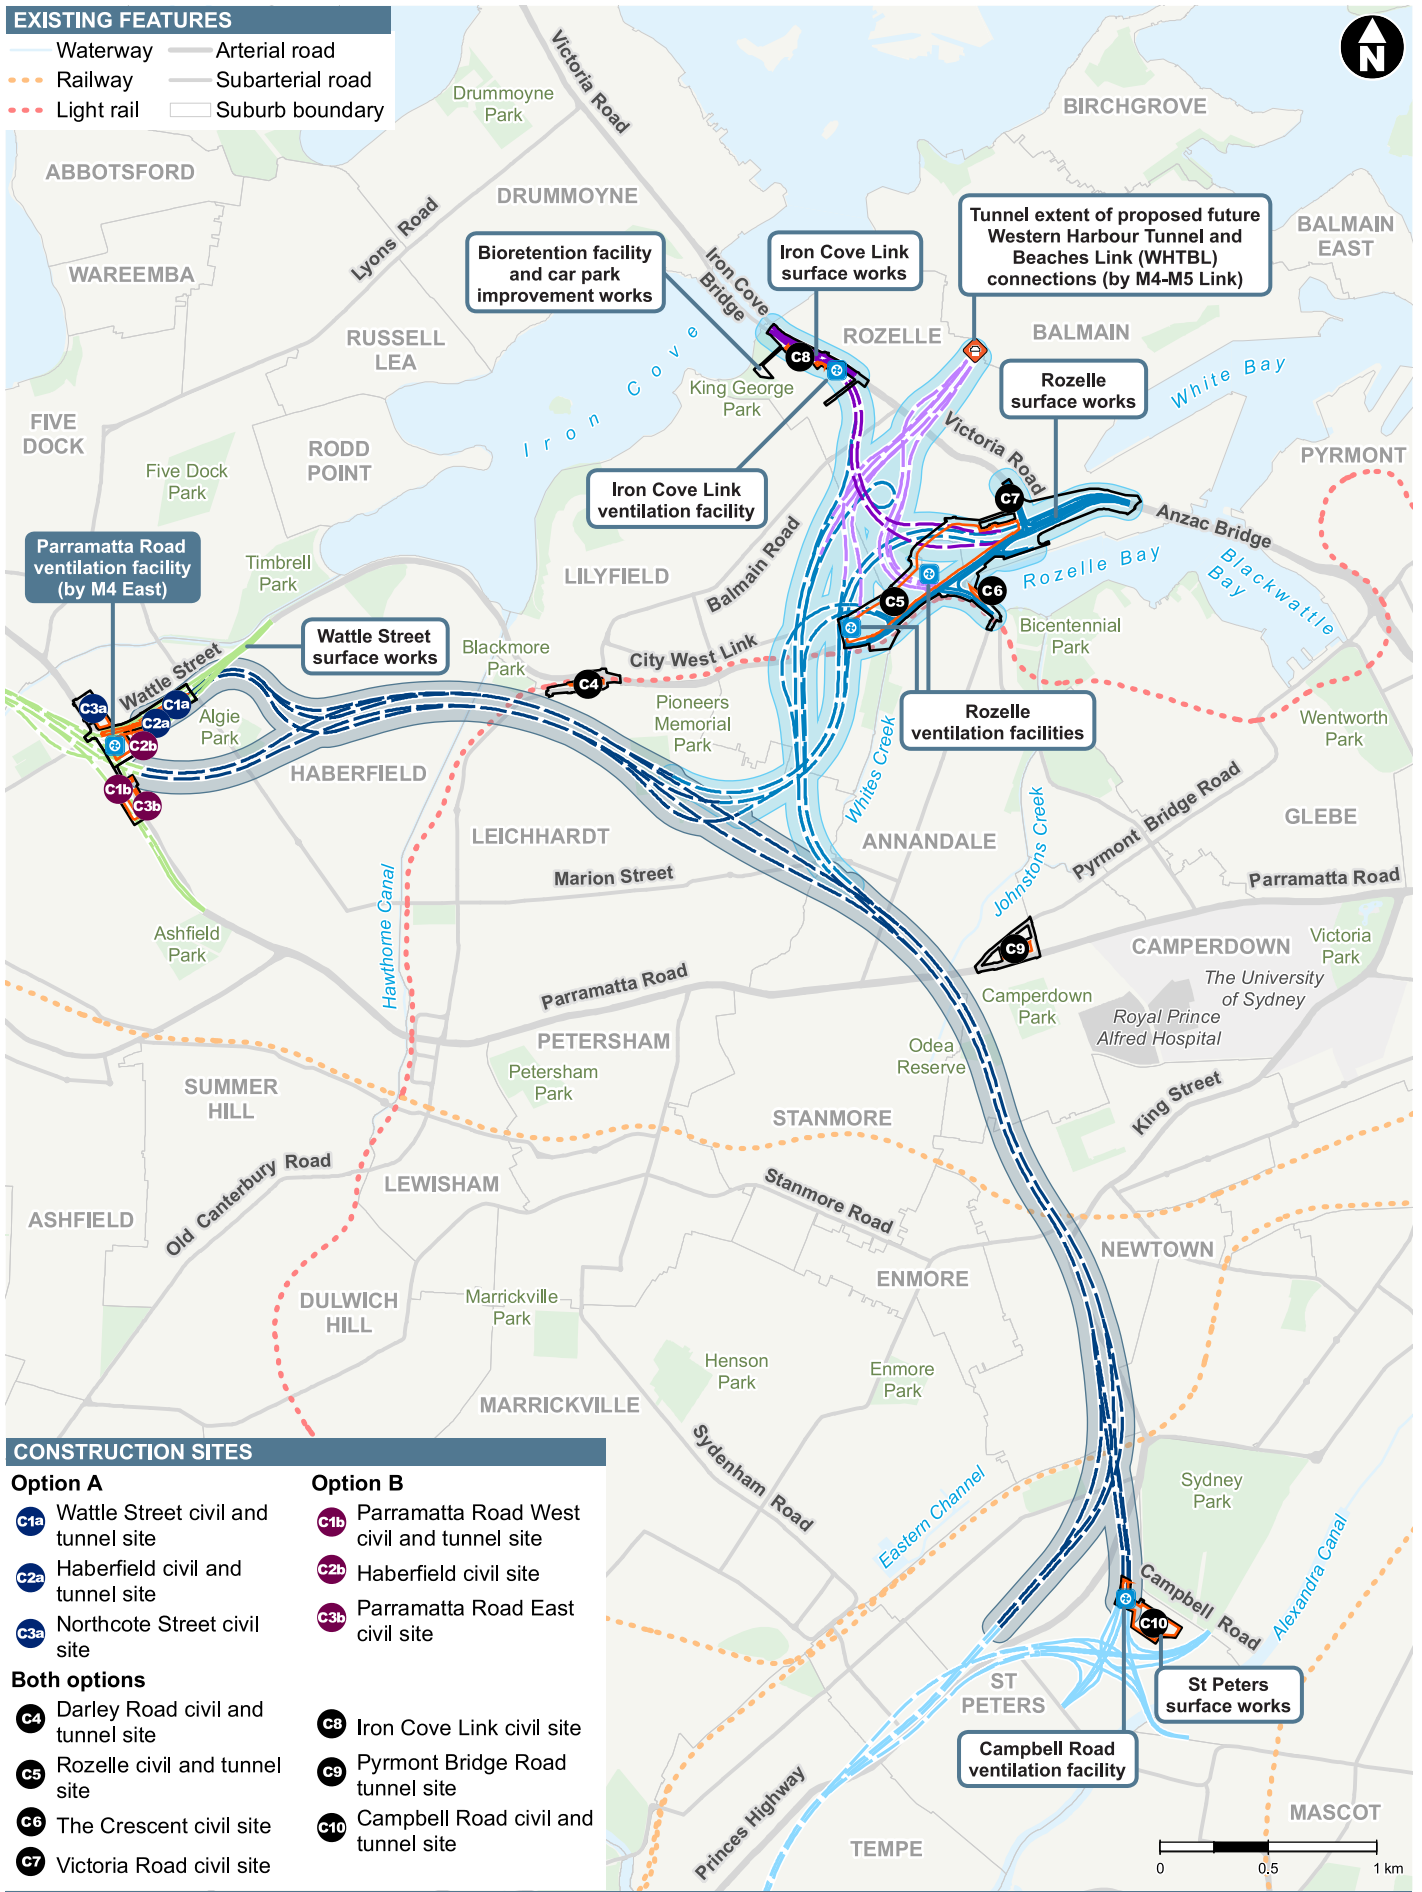 EXISTING FEATURES
Waterway
Arterial road
Railway
Subarterial road
Light rail
Suburb boundary
N
Victoria Road
Drummoyne
Park
BIRCHGROVE
ABBOTSFORD
DRUMMOYNE
Lyons Road
Tunnel extent of proposed future
Western Harbour Tunnel and
Beaches Link (WHTBL)
connections (by M4-M5 Link)
BALMAIN
EAST
WAREEMBA
Bioretention facility
and car park
improvement works
Iron Cove
Bridge
Iron Cove Link
surface works
ROZELLE
BALMAIN
RUSSELL
LEA
Iron Cove
C8
King George
Park
Rozelle
surface works
White Bay
FIVE
DOCK
RODD
POINT
Five Dock
Park
Victoria Road
PYRMONT
Iron Cove Link
ventilation facility
C7
Anzac Bridge
Parramatta Road
ventilation facility
(by M4 East)
Timbrell
Park
LILYFIELD
Balmain Road
Rozelle Bay
Blackwattle
Bay
C5
C6
Wattle Street
surface works
Blackmore
Park
City West Link
Bicentennial
Park
Wattle Street
C4
C3a
C1a
C2a
Algie
Park
Pioneers
Memorial
Park
Rozelle
ventilation facilities
Wentworth
Park
C2b
HABERFIELD
Whites Creek
C1b
C3b
Johnstons Creek
Pyrmont Bridge Road
GLEBE
LEICHHARDT
ANNANDALE
Marion Street
Parramatta Road
Hawthorne Canal
Ashfield
Park
C9
CAMPERDOWN
Victoria
Park
Parramatta Road
The University
of Sydney
Camperdown
Park
Royal Prince
Alfred Hospital
PETERSHAM
Odea
Reserve
Petersham
Park
SUMMER
HILL
STANMORE
King Street
Old Canterbury Road
LEWISHAM
Stanmore Road
ASHFIELD
NEWTOWN
ENMORE
DULWICH
HILL
Marrickville
Park
Henson
Park
Enmore
Park
MARRICKVILLE
Sydenham Road
Eastern Channel
Sydney
Park
Alexandra Canal
Campbell Road
C10
ST
PETERS
St Peters
surface works
Campbell Road
ventilation facility
Princes Highway
TEMPE
MASCOT
0
0.5
1 km
CONSTRUCTION SITES
Option A
C1a
Wattle Street civil and
tunnel site
C2a
Haberfield civil and
tunnel site
C3a
Northcote Street civil
site
Option B
C1b
Parramatta Road West
civil and tunnel site
C2b
Haberfield civil site
C3b
Parramatta Road East
civil site
Both options
C4
Darley Road civil and
tunnel site
C5
Rozelle civil and tunnel
site
C6
The Crescent civil site
C7
Victoria Road civil site
C8
Iron Cove Link civil site
C9
Pyrmont Bridge Road
tunnel site
C10
Campbell Road civil and
tunnel site